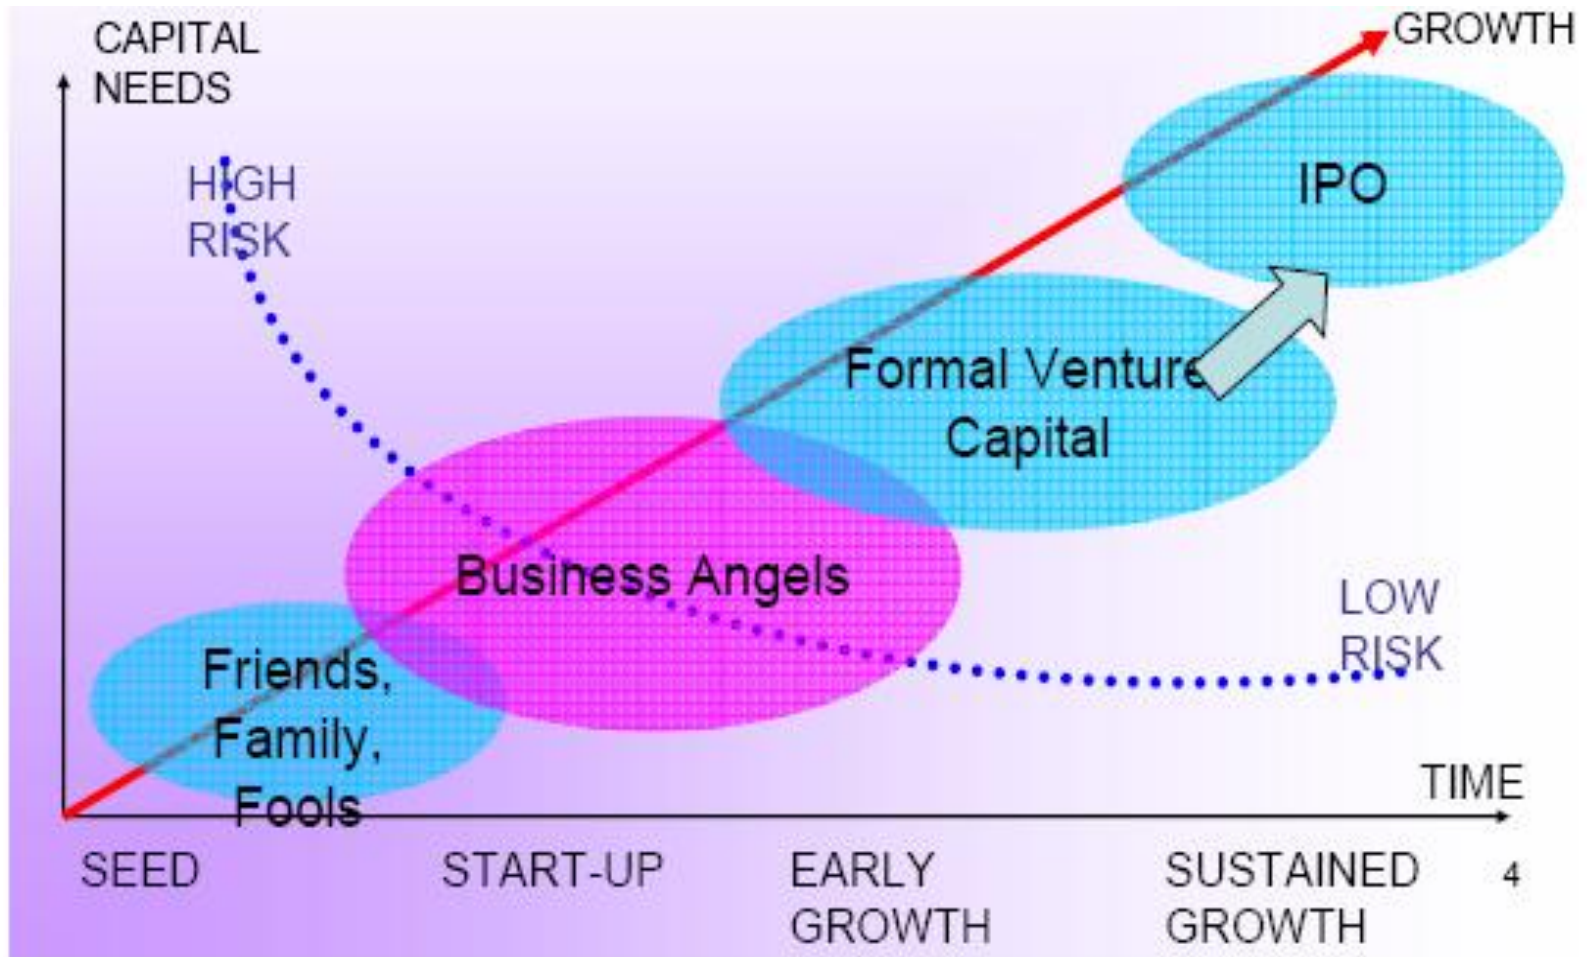 CAPITAL
NEEDS
GROWTH
HIGH
RISK
IPO
Formal Venture
Capital
Business Angels
LOW
RISK
Friends,
Family,
Fools
TIME
SEED
START-UP
EARLY
GROWTH
SUSTAINED
GROWTH
4